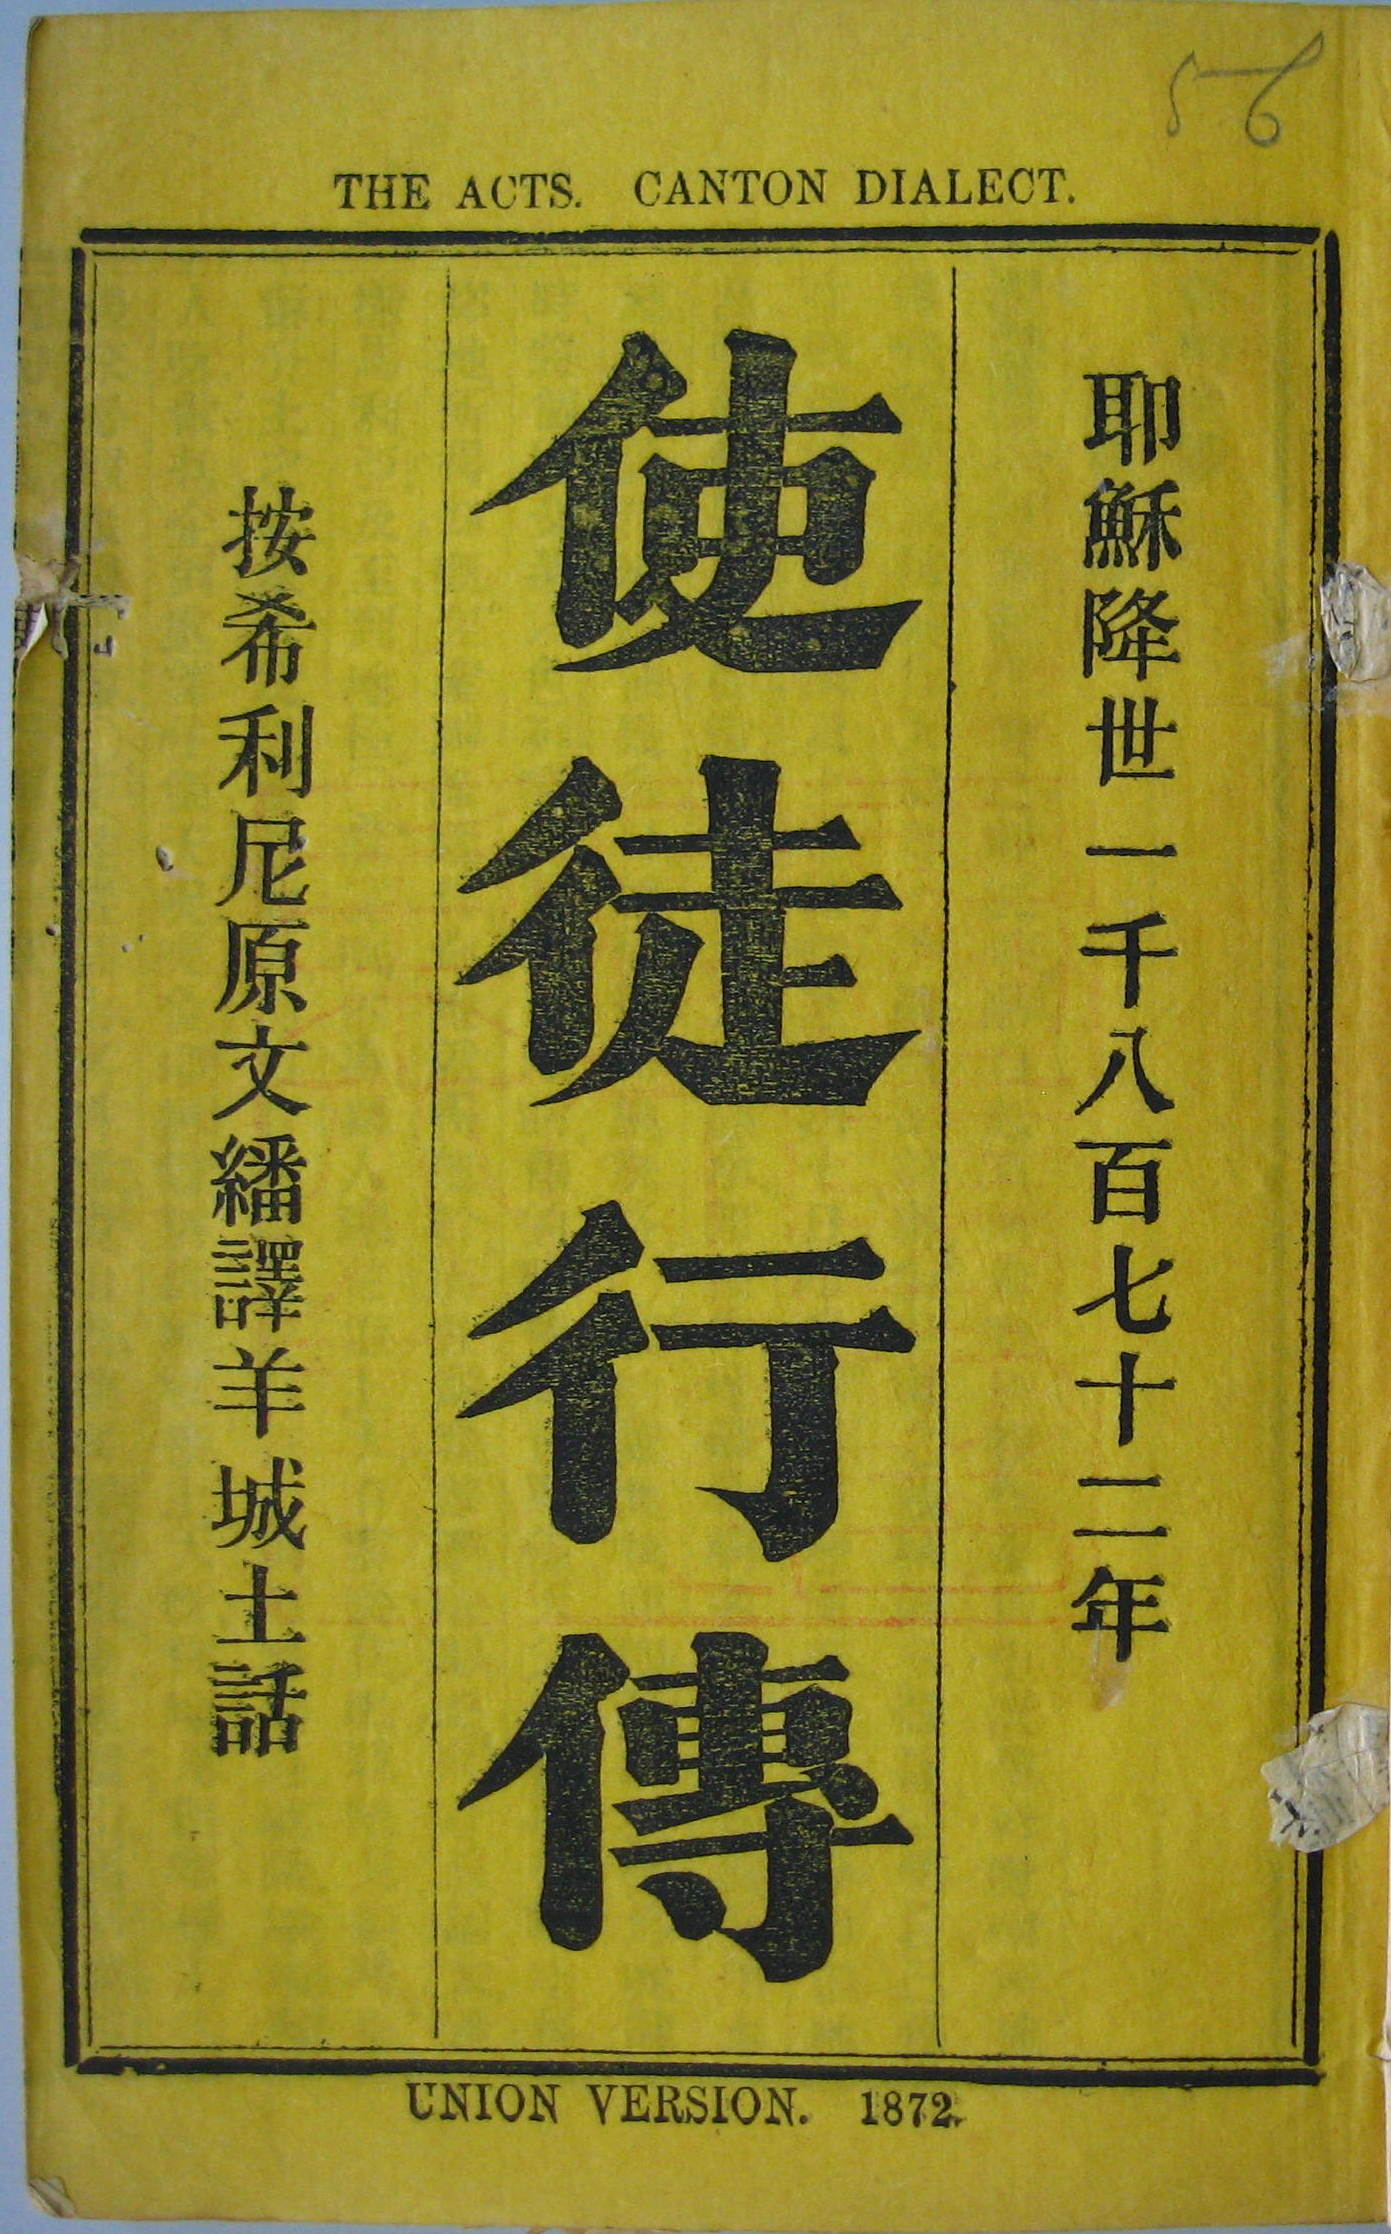 56
THE ACTS. CANTON DIALECT.
耶穌降世一千八百七十二年
使徒行傳
按希利尼原文繙譯羊城土話
UNION VERSION. 1872.